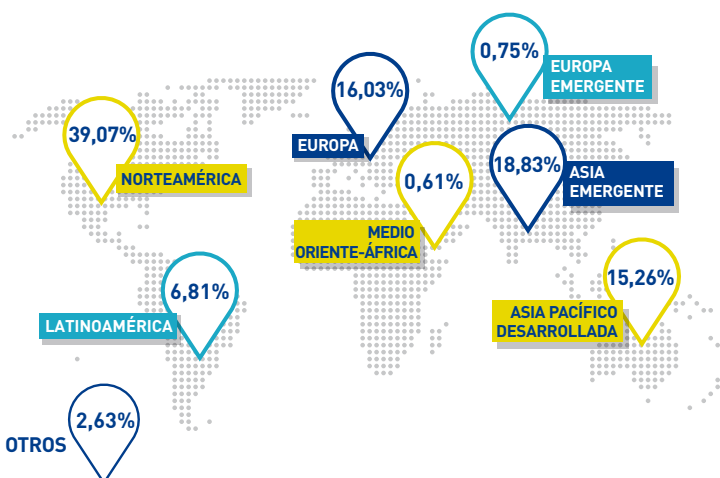 0,75%
EUROPA
EMERGENTE
16,03%
EUROPA
39,07%
NORTEAMÉRICA
18,83%
ASIA
EMERGENTE
0,61%
MEDIO
ORIENTE-ÁFRICA
15,26%
ASIA PACÍFICO
DESARROLLADA
6,81%
LATINOAMÉRICA
2,63%
OTROS